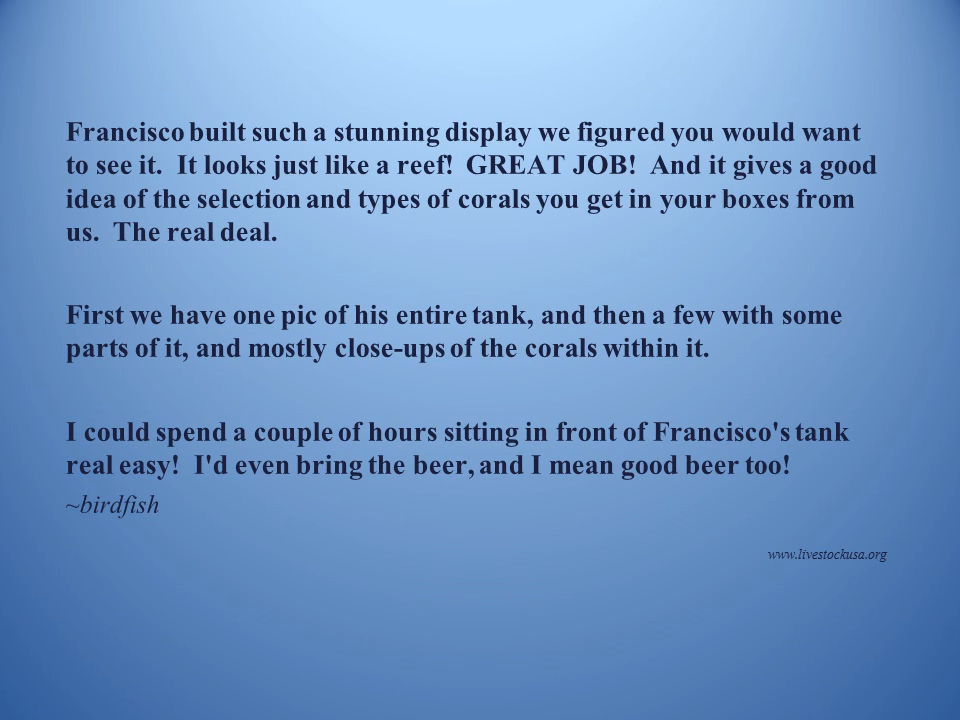 Francisco built such a stunning display we figured you would want
to see it.  It looks just like a reef!  GREAT JOB!  And it gives a good
idea of the selection and types of corals you get in your boxes from
us.  The real deal.
First we have one pic of his entire tank, and then a few with some
parts of it, and mostly close-ups of the corals within it.
I could spend a couple of hours sitting in front of Francisco's tank
real easy!  I'd even bring the beer, and I mean good beer too!
~birdfish
www.livestockusa.org